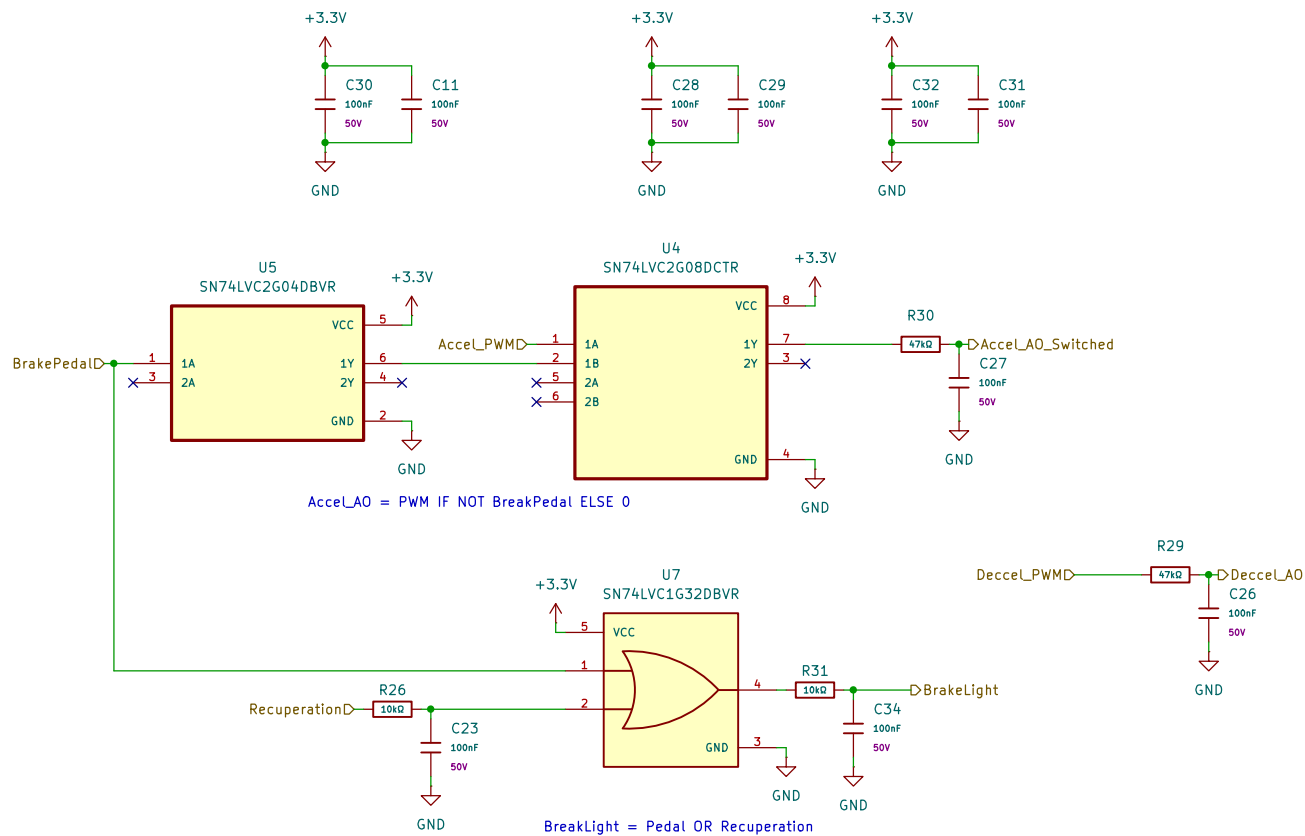 +3.3V
+3.3V
+3.3V
C30
100nF
50V
C11
100nF
50V
C28
100nF
50V
C29
100nF
50V
C32
100nF
50V
C31
100nF
50V
GND
GND
GND
U5
SN74LVC2G04DBVR
+3.3V
BrakePedal
1
1A
3
2A
VCC
5
1Y
6
2Y
4
GND
2
GND
U4
SN74LVC2G08DCTR
+3.3V
Accel_PWM
1
1A
2
1B
5
2A
6
2B
VCC
8
1Y
7
2Y
3
GND
4
GND
R30
47kΩ
Accel_AO_Switched
C27
100nF
50V
GND
Accel_AO = PWM IF NOT BreakPedal ELSE 0
R29
Deccel_PWM
47kΩ
Deccel_AO
C26
100nF
50V
GND
U7
SN74LVC1G32DBVR
+3.3V
5
VCC
1
2
4
GND
3
GND
Recuperation
R26
10kΩ
C23
100nF
50V
GND
R31
10kΩ
BrakeLight
C34
100nF
50V
GND
BreakLight = Pedal OR Recuperation